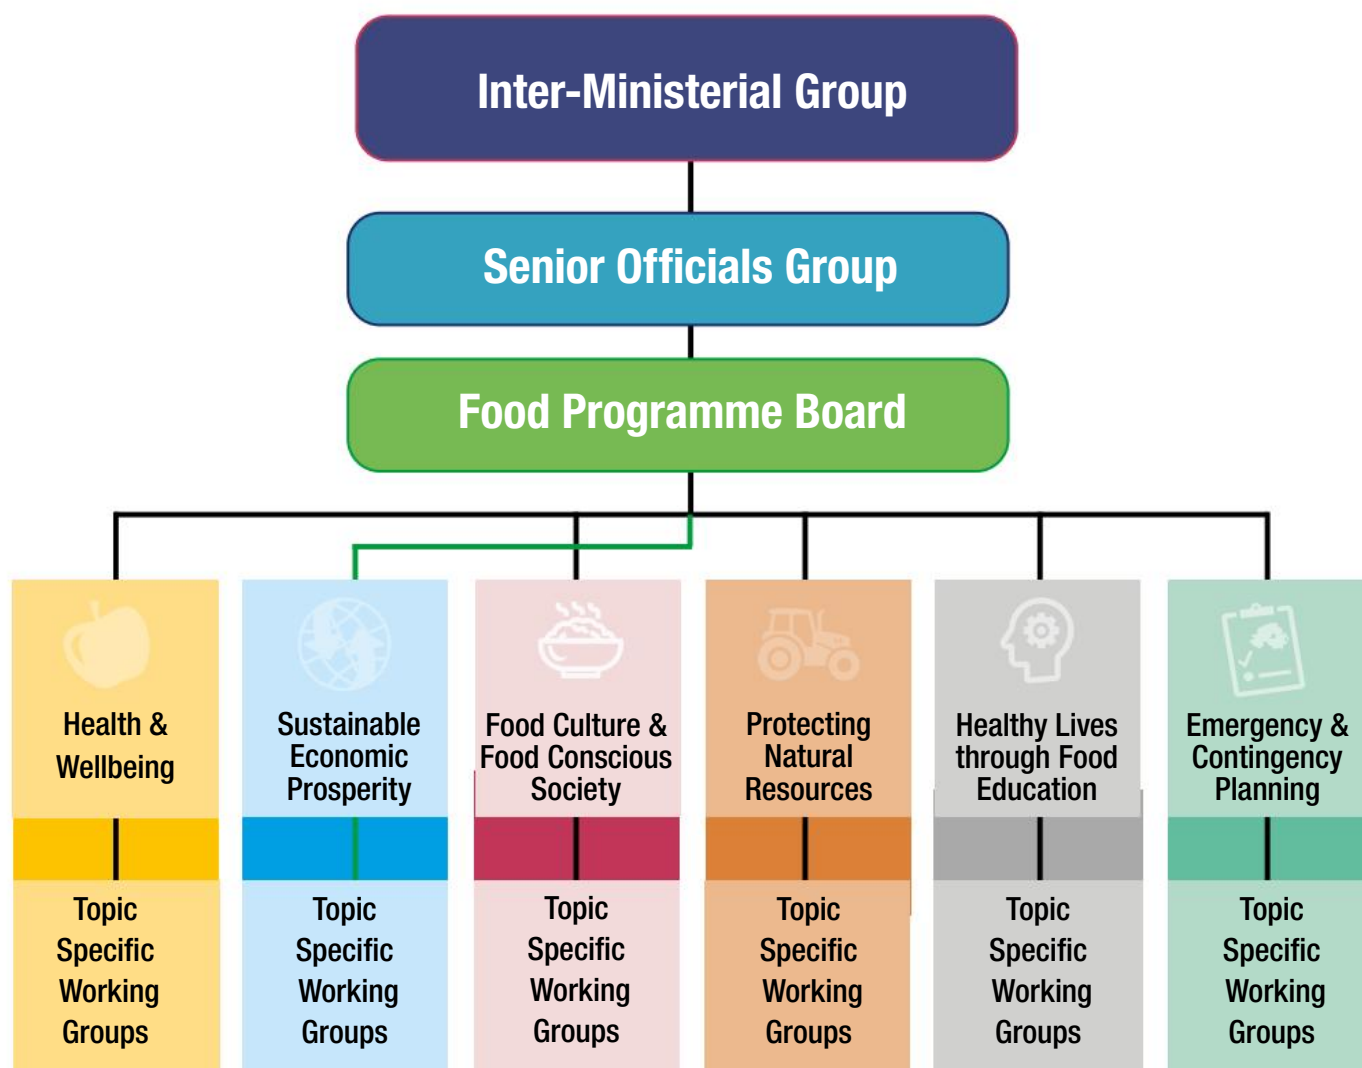 Inter-Ministerial Group
Senior Officials Group
Food Programme Board
Health &
Wellbeing
Sustainable
Economic
Prosperity
Food Culture &
Food Conscious
Society
Protecting
Natural
Resources
Healthy Lives
through Food
Education
Emergency &
Contingency
Planning
Topic
Specific
Working
Groups
Topic
Specific
Working
Groups
Topic
Specific
Working
Groups
Topic
Specific
Working
Groups
Topic
Specific
Working
Groups
Topic
Specific
Working
Groups